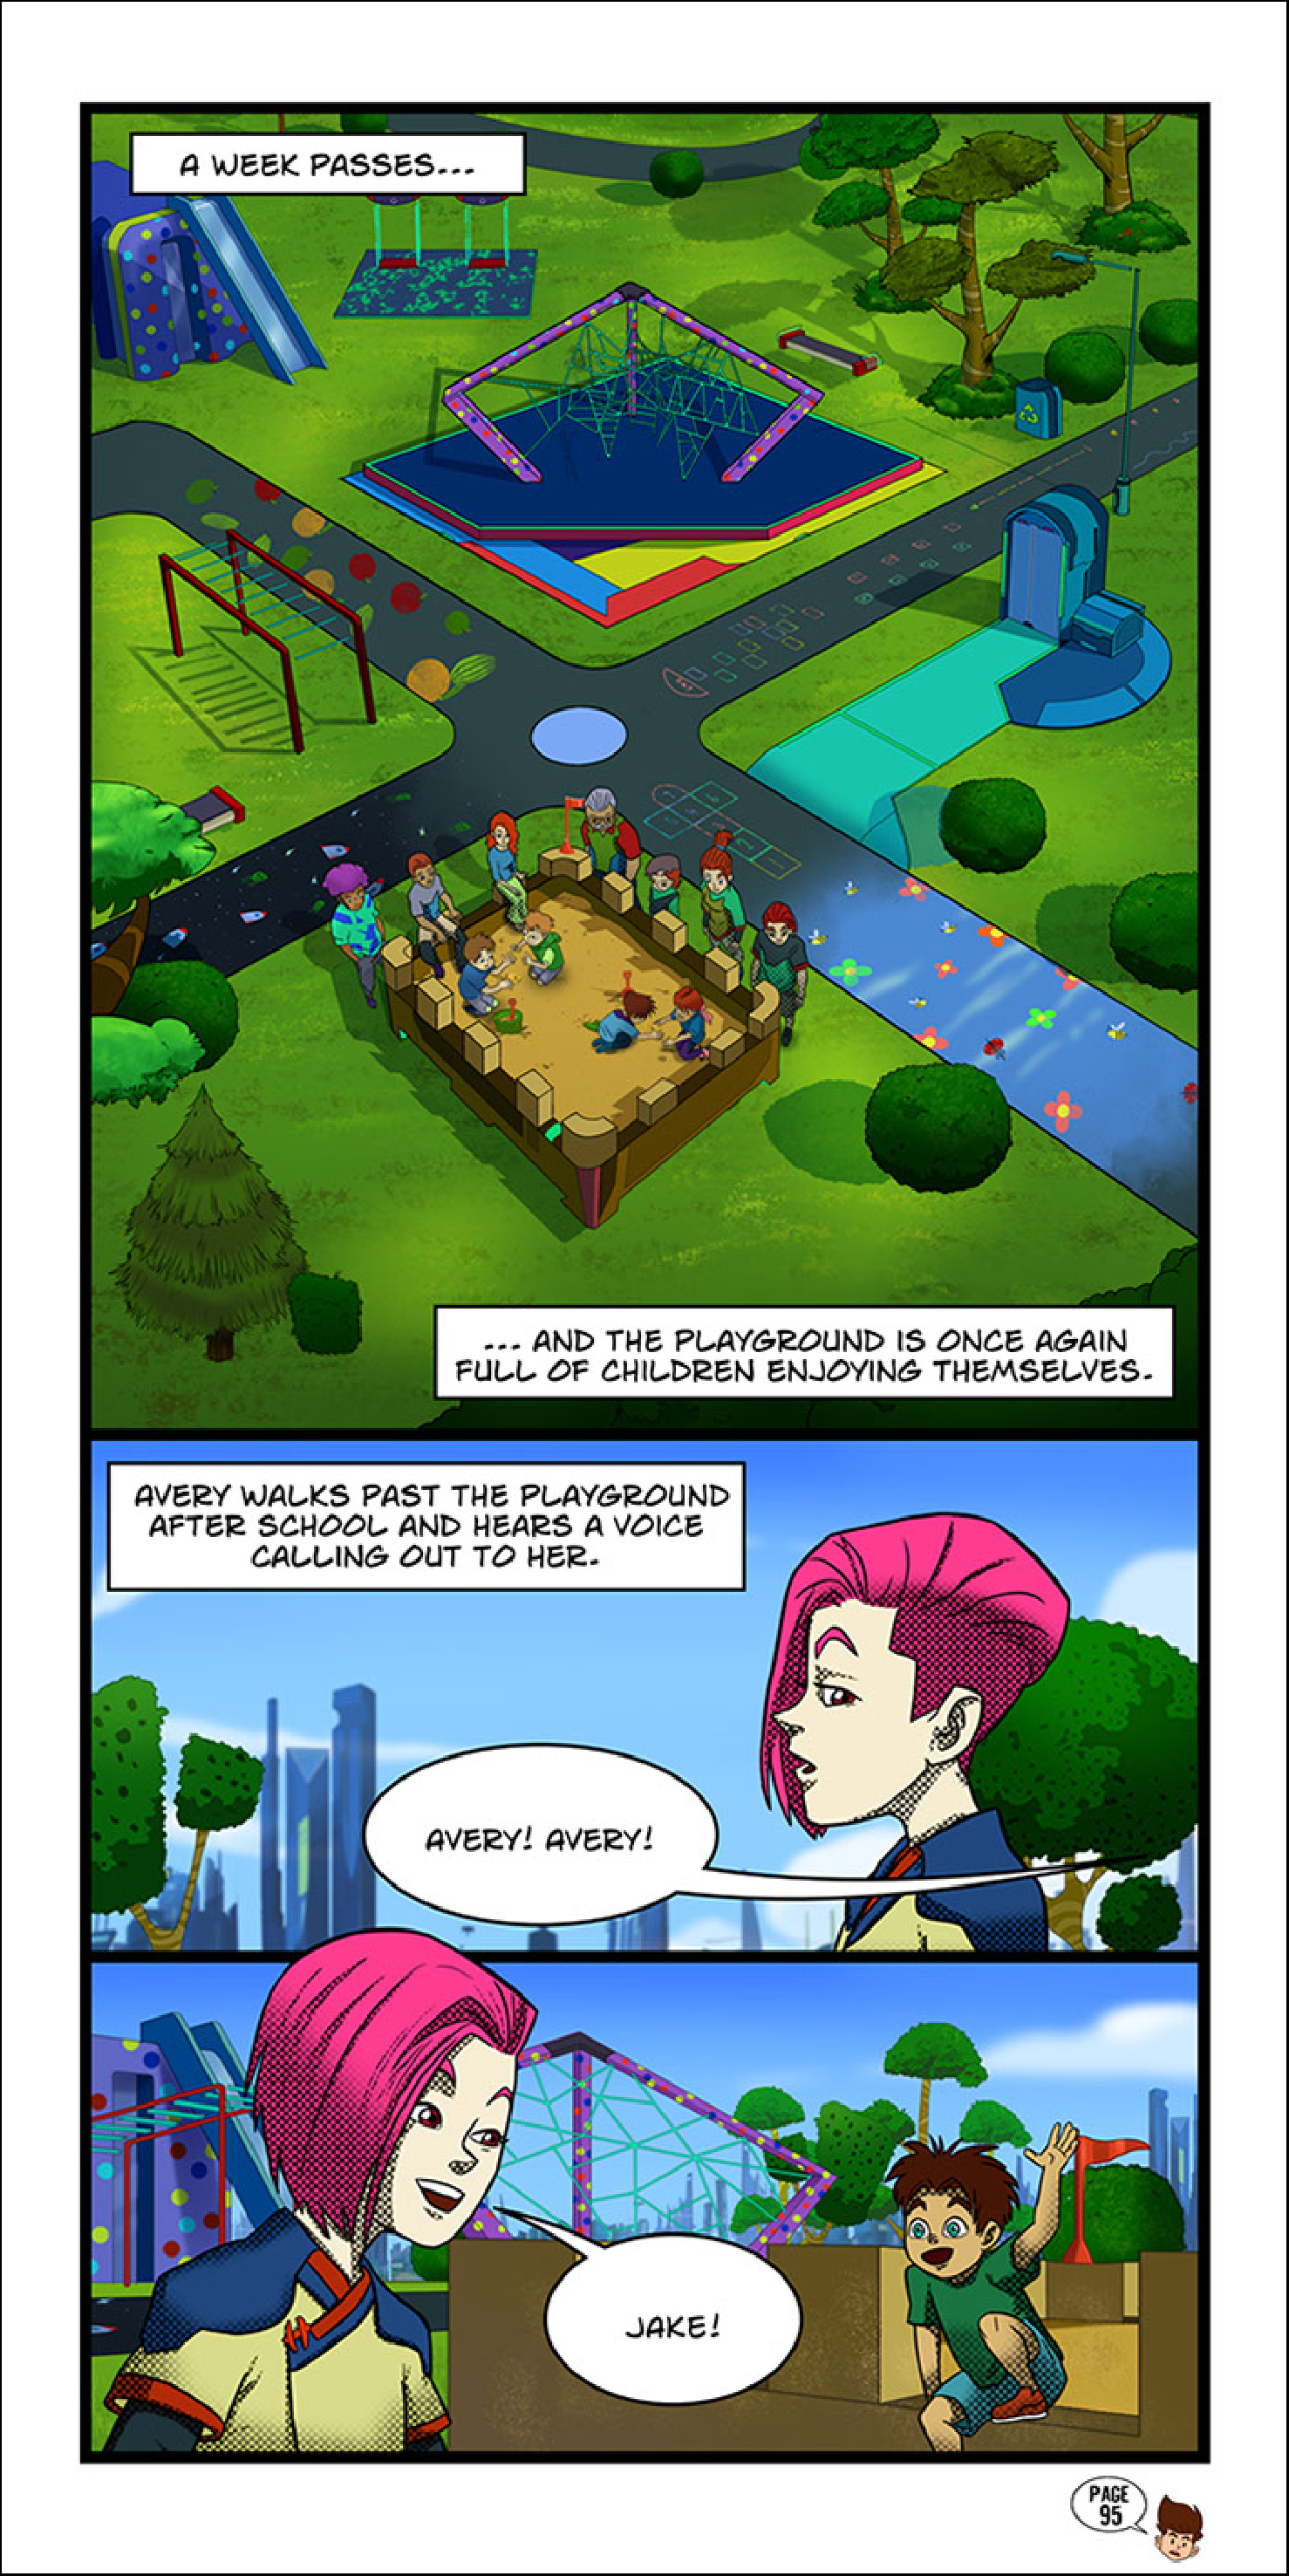 A WEEK PASSES...
... AND THE PLAYGROUND IS ONCE AGAIN
FULL OF CHILDREN ENJOYING THEMSELVES.
AVERY WALKS PAST THE PLAYGROUND
AFTER SCHOOL AND HEARS A VOICE
CALLING OUT TO HER.
AVERY! AVERY!
JAKE!
PAGE
95